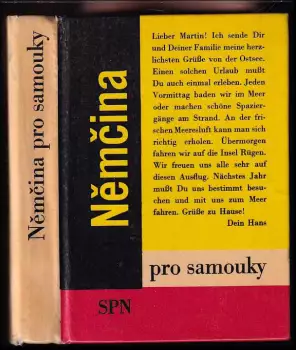 Němčina pro samouky
Němčina
Lieber Martin! Ich sende Dir
und Deiner Familie meine herz-
lichsten Grüße von der Ostsee.
Einen solchen Urlaub mußt
Du auch einmal erleben. Jeden
Vormittag baden wir im Meer
oder machen schöne Spazier-
gänge am Strand. An der fri-
schen Meeresluft kann man sich
richtig erholen. Übermorgen
fahren wir auf die Insel Rügen.
Wir freuen uns alle sehr auf
diesen Ausflug. Nächstes Jahr
mußt Du uns bestimmt besu-
chen und mit uns zum Meer
fahren. Grüße zu Hause!
Dein Hans
pro samouky
SPN